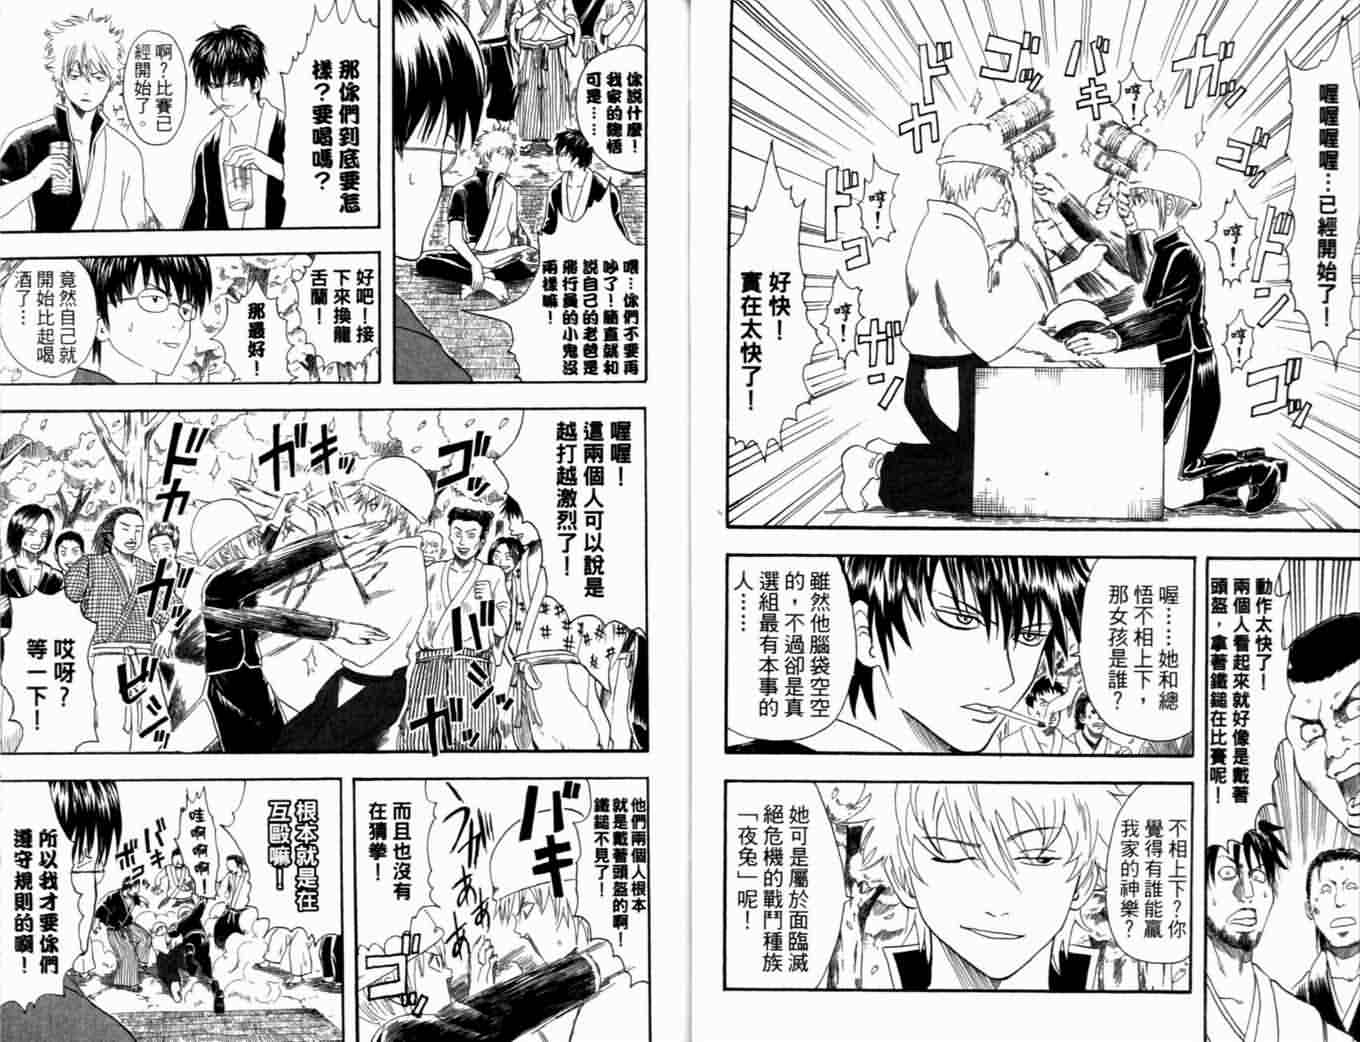 喔喔喔喔…已經開始了！
ガッ
ゴッ
バキ
ゴッ
ドカ
哼！
哼！
哼！
哼！
哼！
ドゴン
ゴッ
ドゴッ
ガガン
好快！
實在太快了！
動作太快了！
兩個人看起來就好像是戴著
頭盔，拿著鐵鎚在比賽呢！
喔……她和總
悟不相上下，
那女孩是誰？
雖然他腦袋空空
的，不過卻是真
選組最有本事的
人……
不相上下？你
覺得有誰能贏
我家的神樂？
她可是屬於面臨滅
絕危機的戰鬥種族
「夜兔」呢！
你說什麼！
我家的總悟
可是……
喂…你們不要再
吵了！簡直就和
說自己的老爸是
飛行員的小鬼沒
兩樣嘛！
那你們到底要怎
樣？要喝嗎？
啊？比賽已
經開始了。
好吧！接
下來換龍
舌蘭！
那最好！
竟然自己就
開始比起喝
酒了…
喔喔！
這兩個人可以說是
越打越激烈了！
ゴッ
ガキッ
ドカ
ガッ
ビシッ
ガシッ
ガッ
哎呀？
等一下！
他們兩個人根本
就是戴著頭盔的啊！
鐵鎚不見了！
バキ
うああああ
ゴッ
而且也沒有
在猜拳！
根本就是在
互毆嘛！
哇啊啊啊！
バキ
ゴッ
所以我才要你們
遵守規則的啊！